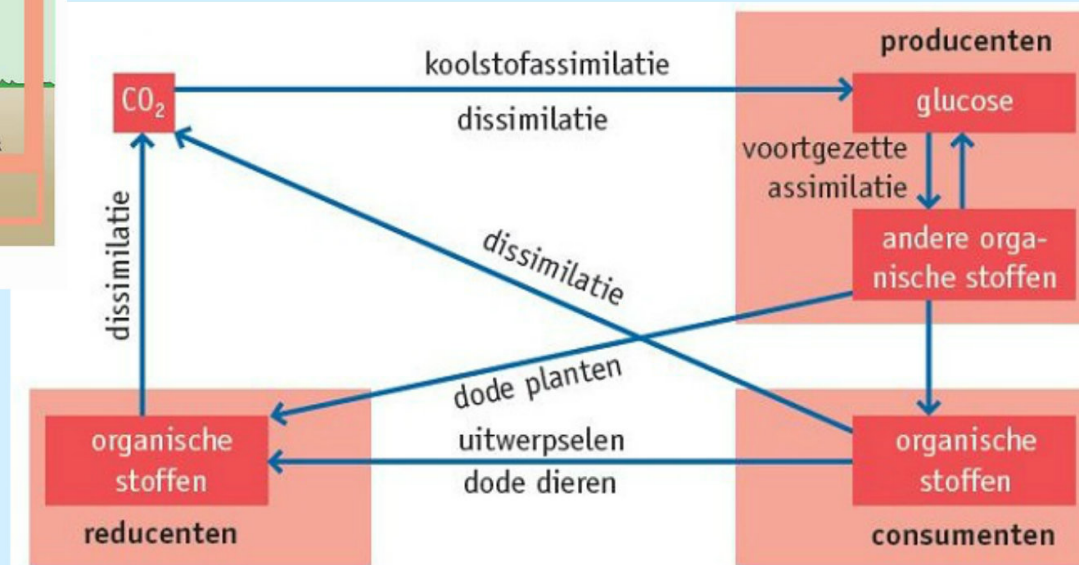 producenten
koolstofassimilatie
CO₂
glucose
dissimilatie
voortgezette
assimilatie
andere orga-
nische stoffen
dissimilatie
dissimilatie
dode planten
organische
stoffen
uitwerpselen
dode dieren
organische
stoffen
reducenten
consumenten